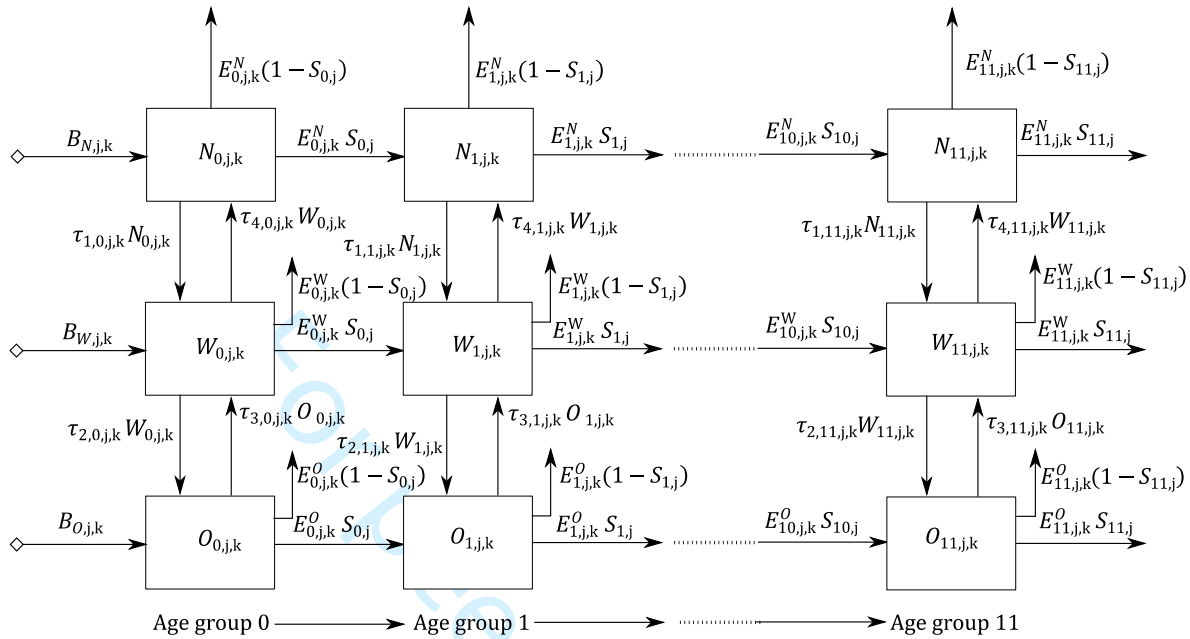 E^N_{0,j,k}(1 − S_{0,j})
E^N_{1,j,k}(1 − S_{1,j})
E^N_{11,j,k}(1 − S_{11,j})
B_{N,j,k}
N_{0,j,k}
E^N_{0,j,k} S_{0,j}
N_{1,j,k}
E^N_{1,j,k} S_{1,j}
E^N_{10,j,k} S_{10,j}
N_{11,j,k}
E^N_{11,j,k} S_{11,j}
τ_{1,0,j,k} N_{0,j,k}
τ_{4,0,j,k} W_{0,j,k}
τ_{1,1,j,k} N_{1,j,k}
τ_{4,1,j,k} W_{1,j,k}
τ_{1,11,j,k} N_{11,j,k}
τ_{4,11,j,k} W_{11,j,k}
E^W_{0,j,k}(1 − S_{0,j})
E^W_{1,j,k}(1 − S_{1,j})
E^W_{11,j,k}(1 − S_{11,j})
B_{W,j,k}
W_{0,j,k}
E^W_{0,j,k} S_{0,j}
W_{1,j,k}
E^W_{1,j,k} S_{1,j}
E^W_{10,j,k} S_{10,j}
W_{11,j,k}
E^W_{11,j,k} S_{11,j}
τ_{2,0,j,k} W_{0,j,k}
τ_{3,0,j,k} O_{0,j,k}
τ_{2,1,j,k} W_{1,j,k}
τ_{3,1,j,k} O_{1,j,k}
τ_{2,11,j,k} W_{11,j,k}
τ_{3,11,j,k} O_{11,j,k}
E^O_{0,j,k}(1 − S_{0,j})
E^O_{1,j,k}(1 − S_{1,j})
E^O_{11,j,k}(1 − S_{11,j})
B_{O,j,k}
O_{0,j,k}
E^O_{0,j,k} S_{0,j}
O_{1,j,k}
E^O_{1,j,k} S_{1,j}
E^O_{10,j,k} S_{10,j}
O_{11,j,k}
E^O_{11,j,k} S_{11,j}
Age group 0
Age group 1
Age group 11